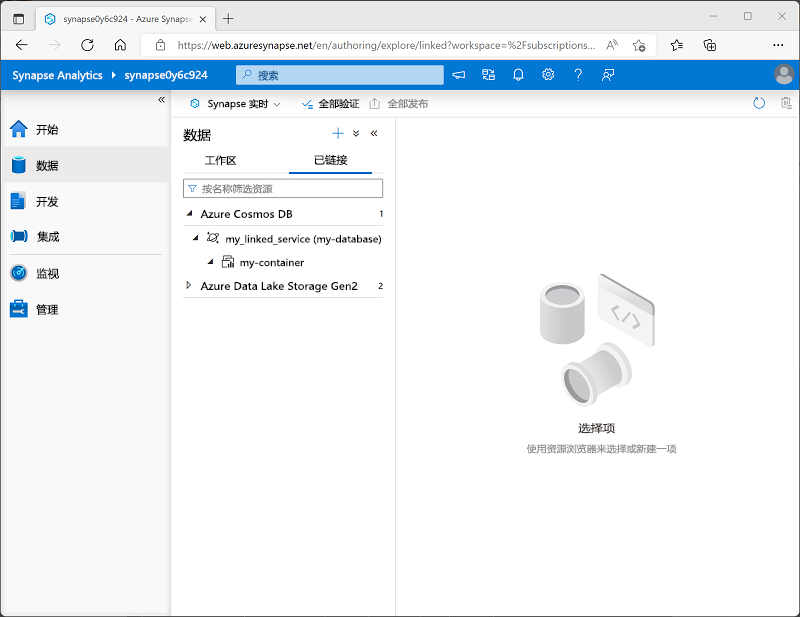 synapse0y6c924 - Azure Synapse
https://web.azuresynapse.net/en/authoring/explore/linked?workspace=%2Fsubscriptions...
Synapse Analytics synapse0y6c924 搜索
Synapse 实时 全部验证 全部发布
开始
数据
开发
集成
监视
管理
数据
工作区 已链接
按名称筛选资源
Azure Cosmos DB 1
my_linked_service (my-database)
my-container
Azure Data Lake Storage Gen2 2
选择项
使用资源浏览器来选择或新建一项